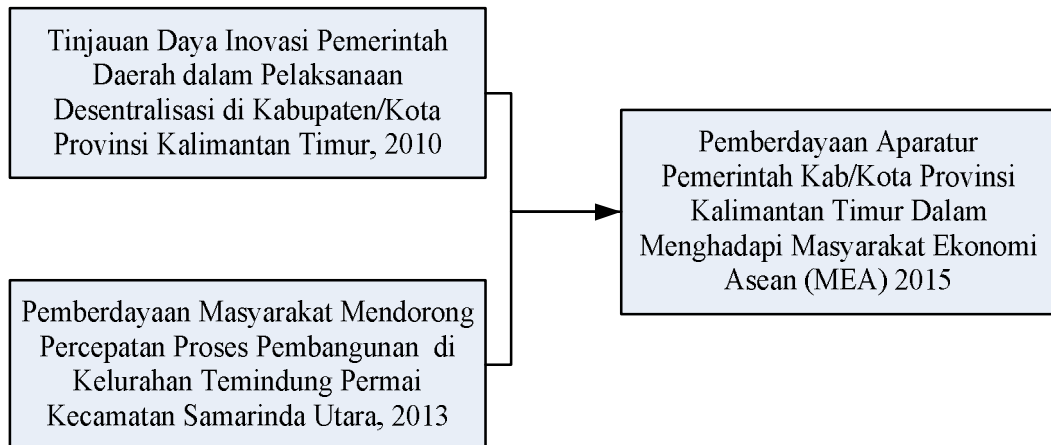 Tinjauan Daya Inovasi Pemerintah
Daerah dalam Pelaksanaan
Desentralisasi di Kabupaten/Kota
Provinsi Kalimantan Timur, 2010
Pemberdayaan Masyarakat Mendorong
Percepatan Proses Pembangunan di
Kelurahan Temindung Permai
Kecamatan Samarinda Utara, 2013
Pemberdayaan Aparatur
Pemerintah Kab/Kota Provinsi
Kalimantan Timur Dalam
Menghadapi Masyarakat Ekonomi
Asean (MEA) 2015